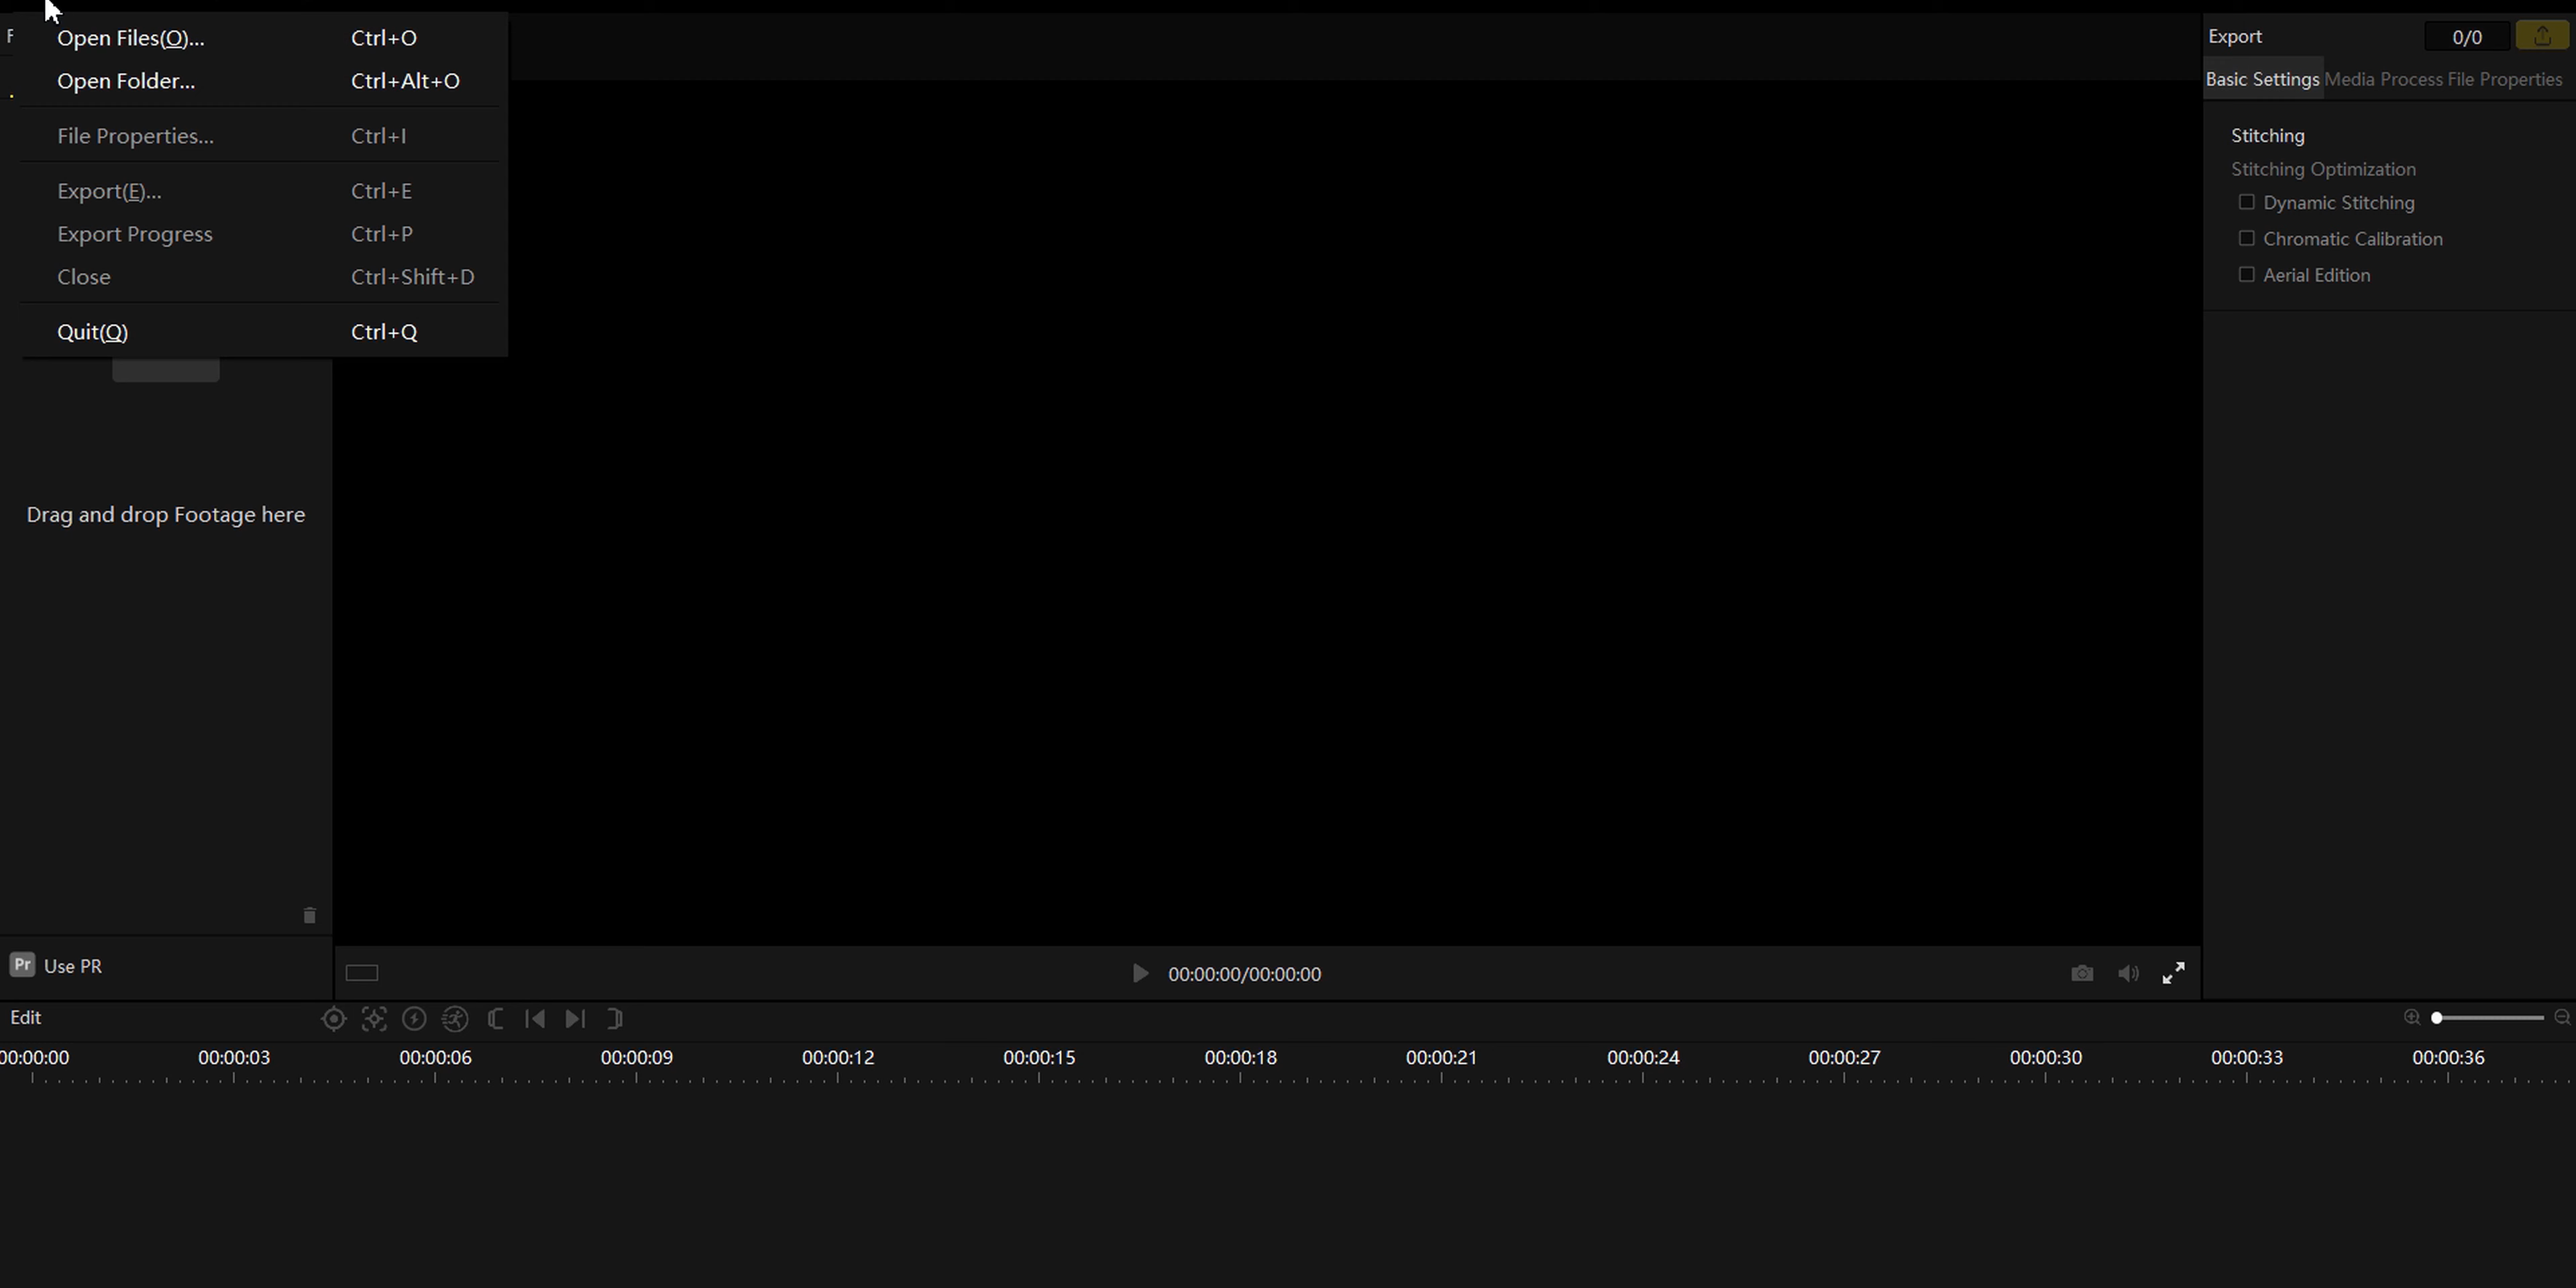 Open Files(O)... Ctrl+O
Open Folder... Ctrl+Alt+O
File Properties... Ctrl+I
Export(E)... Ctrl+E
Export Progress Ctrl+P
Close Ctrl+Shift+D
Quit(Q) Ctrl+Q
Export 0/0
Basic Settings Media Process File Properties
Stitching
Stitching Optimization
Dynamic Stitching
Chromatic Calibration
Aerial Edition
Drag and drop Footage here
Pr Use PR
00:00:00/00:00:00
Edit
00:00:00 00:00:03 00:00:06 00:00:09 00:00:12 00:00:15 00:00:18 00:00:21 00:00:24 00:00:27 00:00:30 00:00:33 00:00:36